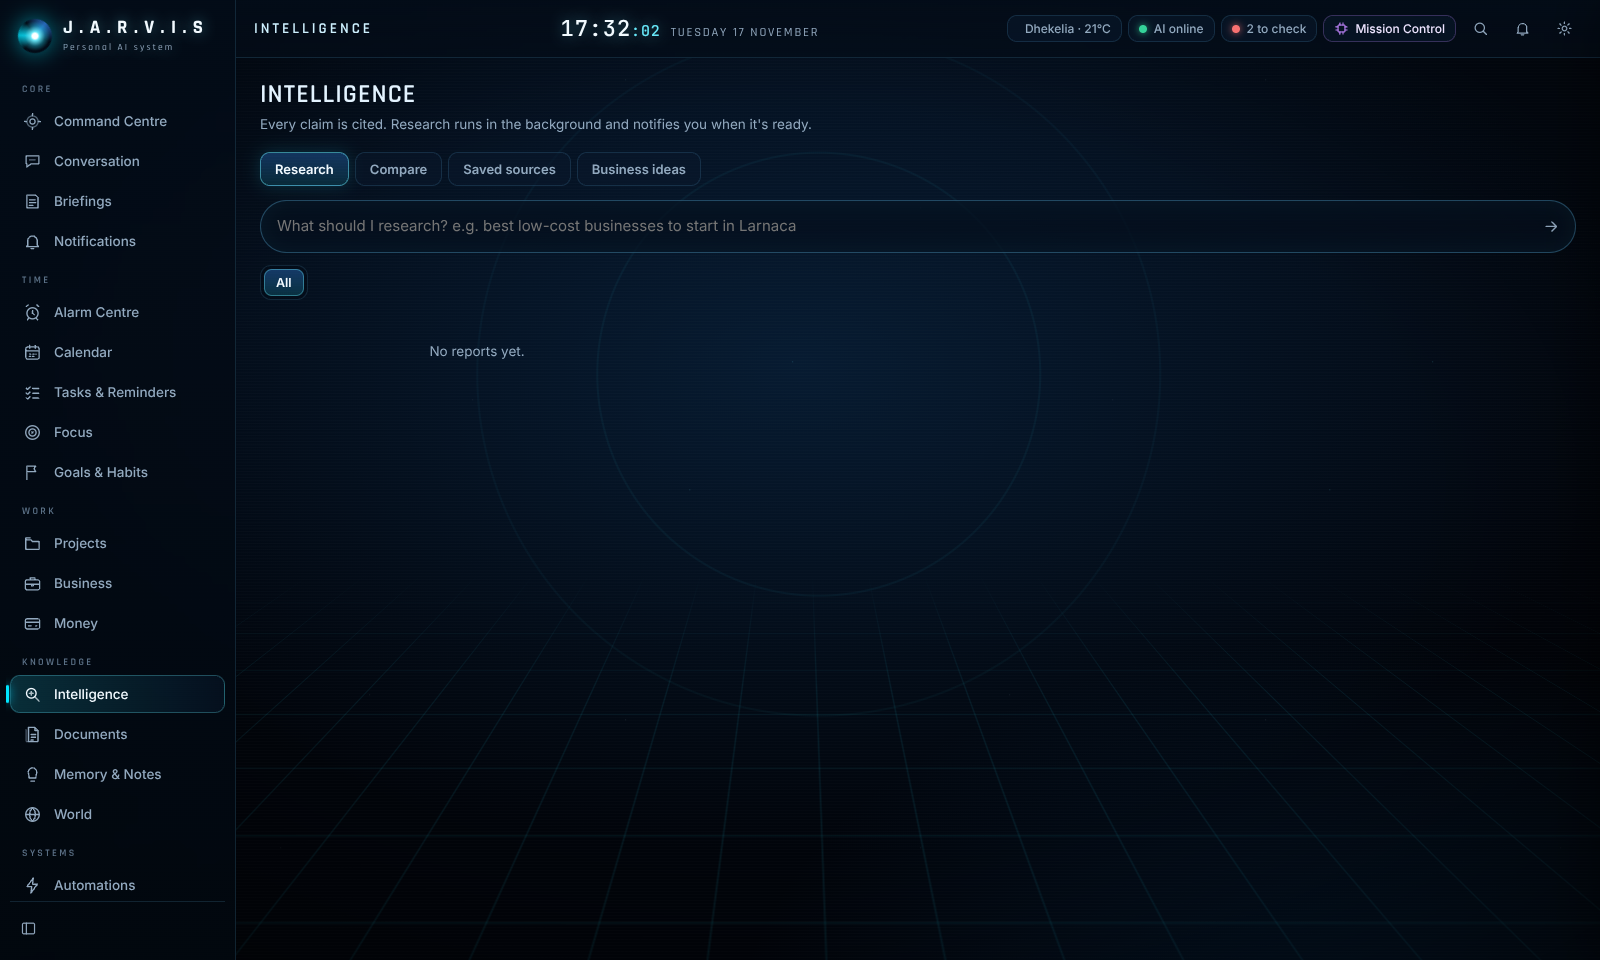 J.A.R.V.I.S
Personal AI system
INTELLIGENCE
17:32:02 TUESDAY 17 NOVEMBER
Dhekelia · 21°C
AI online
2 to check
Mission Control
CORE
Command Centre
Conversation
Briefings
Notifications
TIME
Alarm Centre
Calendar
Tasks & Reminders
Focus
Goals & Habits
WORK
Projects
Business
Money
KNOWLEDGE
Intelligence
Documents
Memory & Notes
World
SYSTEMS
Automations
INTELLIGENCE
Every claim is cited. Research runs in the background and notifies you when it's ready.
Research
Compare
Saved sources
Business ideas
What should I research? e.g. best low-cost businesses to start in Larnaca
All
No reports yet.